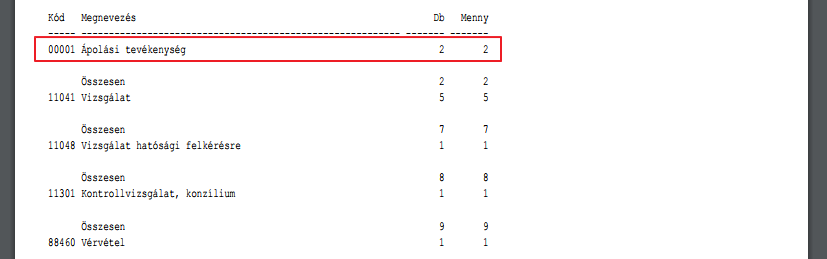 Kód Megnevezés Db Menny
----- ---------------------------------------------------------- ------- -------
00001 Ápolási tevékenység 2 2
Összesen 2 2
11041 Vizsgálat 5 5
Összesen 7 7
11048 Vizsgálat hatósági felkérésre 1 1
Összesen 8 8
11301 Kontrollvizsgálat, konzílium 1 1
Összesen 9 9
88460 Vérvétel 1 1